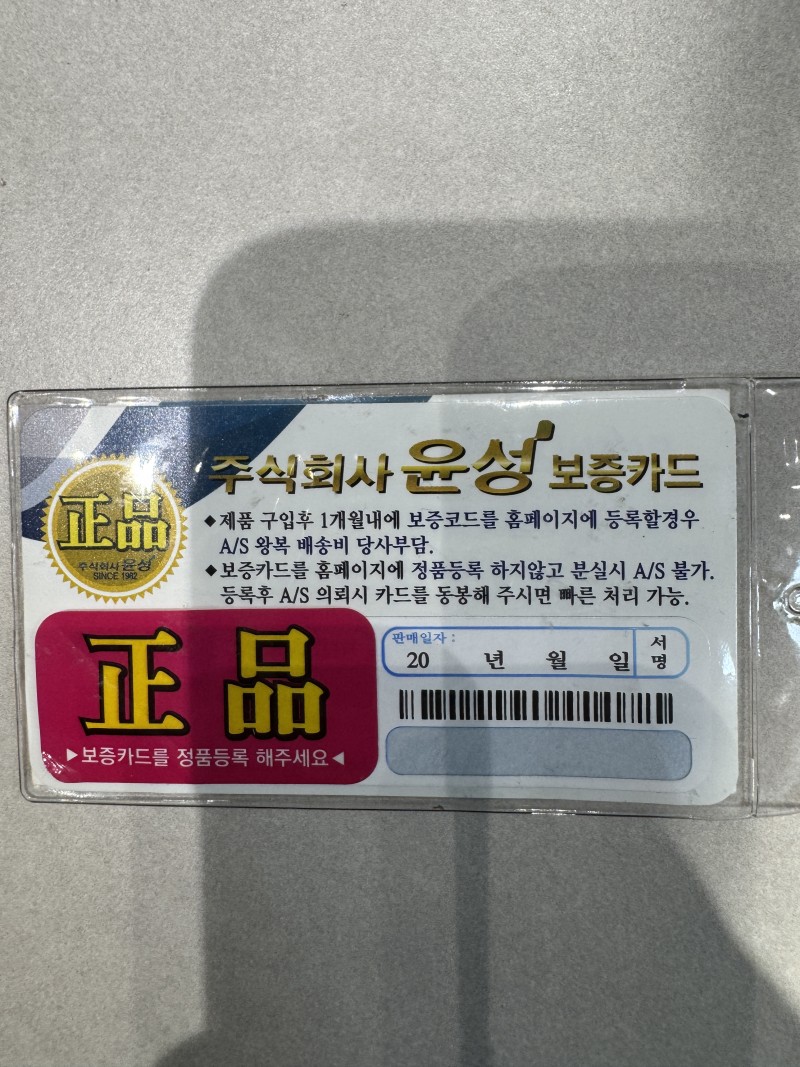 주식회사 윤성 보증카드
正品
주식회사 윤성
SINCE 1982
◆제품 구입후 1개월내에 보증코드를 홈페이지에 등록할경우
A/S 왕복 배송비 당사부담.
◆보증카드를 홈페이지에 정품등록 하지않고 분실시 A/S 불가.
등록후 A/S 의뢰시 카드를 동봉해 주시면 빠른 처리 가능.
正品
▶보증카드를 정품등록 해주세요◀
판매일자 :
20 년 월 일
서명